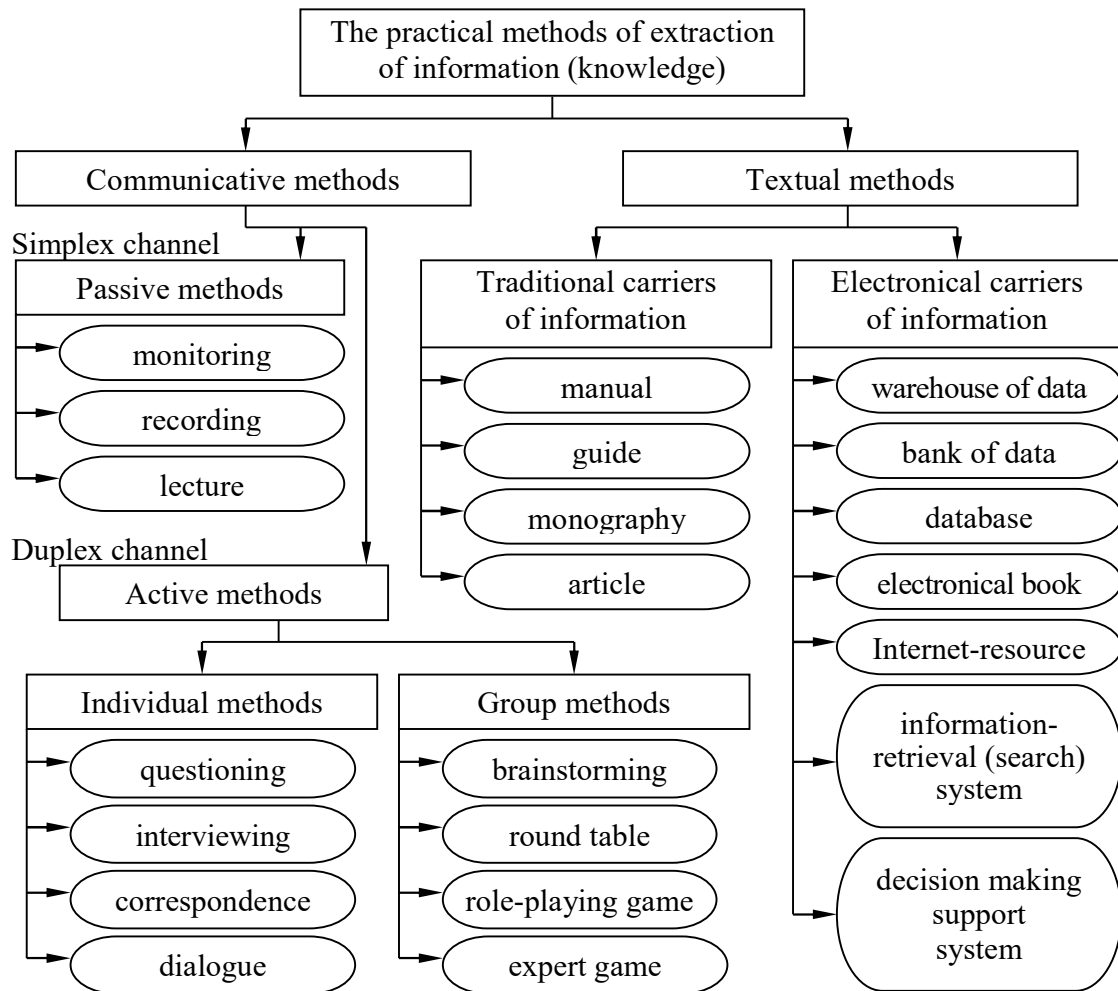 The practical methods of extraction
of information (knowledge)
Communicative methods
Textual methods
Simplex channel
Passive methods
monitoring
recording
lecture
Duplex channel
Active methods
Individual methods
questioning
interviewing
correspondence
dialogue
Group methods
brainstorming
round table
role-playing game
expert game
Traditional carriers
of information
manual
guide
monography
article
Electronical carriers
of information
warehouse of data
bank of data
database
electronical book
Internet-resource
information-
retrieval (search)
system
decision making
support
system